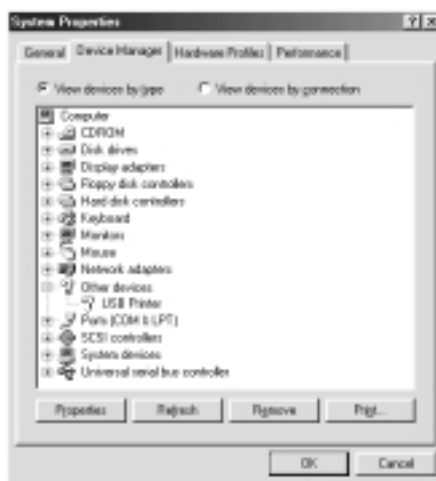 System Properties
General Device Manager Hardware Profiles Performance
View devices by type View devices by connection
Computer
CDROM
Disk drives
Display adapters
Floppy disk controllers
Hard disk controllers
Keyboard
Monitors
Mouse
Network adapters
Other devices
USB Printer
Ports (COM & LPT)
SCSI controllers
System devices
Universal serial bus controller
Properties Refresh Remove Print...
OK Cancel